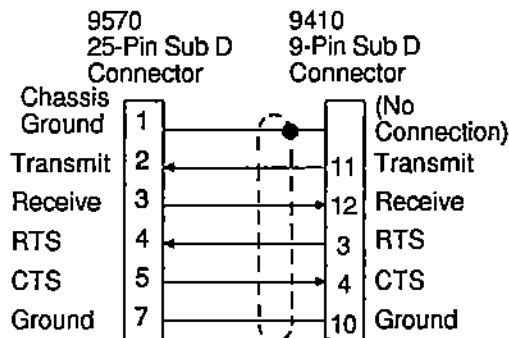 9570 9410
25-Pin Sub D 9-Pin Sub D
Connector Connector
Chassis Ground 1 (No Connection)
Transmit 2 11 Transmit
Receive 3 12 Receive
RTS 4 3 RTS
CTS 5 4 CTS
Ground 7 10 Ground